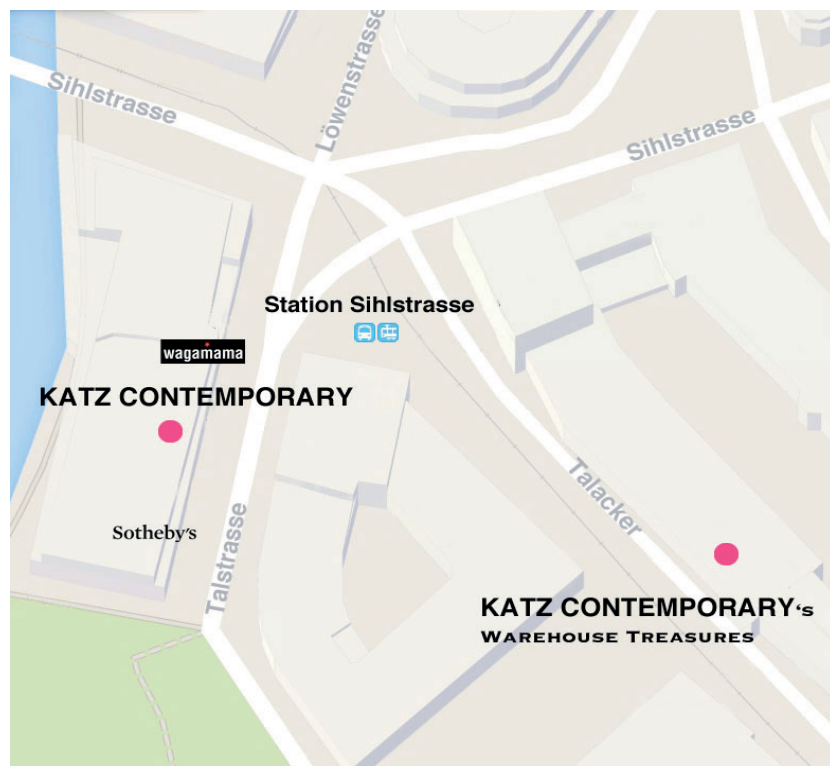 Löwenstrasse
Sihlstrasse
Sihlstrasse
Station Sihlstrasse
wagamama
KATZ CONTEMPORARY
Talacker
Sotheby's
Talstrasse
KATZ CONTEMPORARY‘s
WAREHOUSE TREASURES